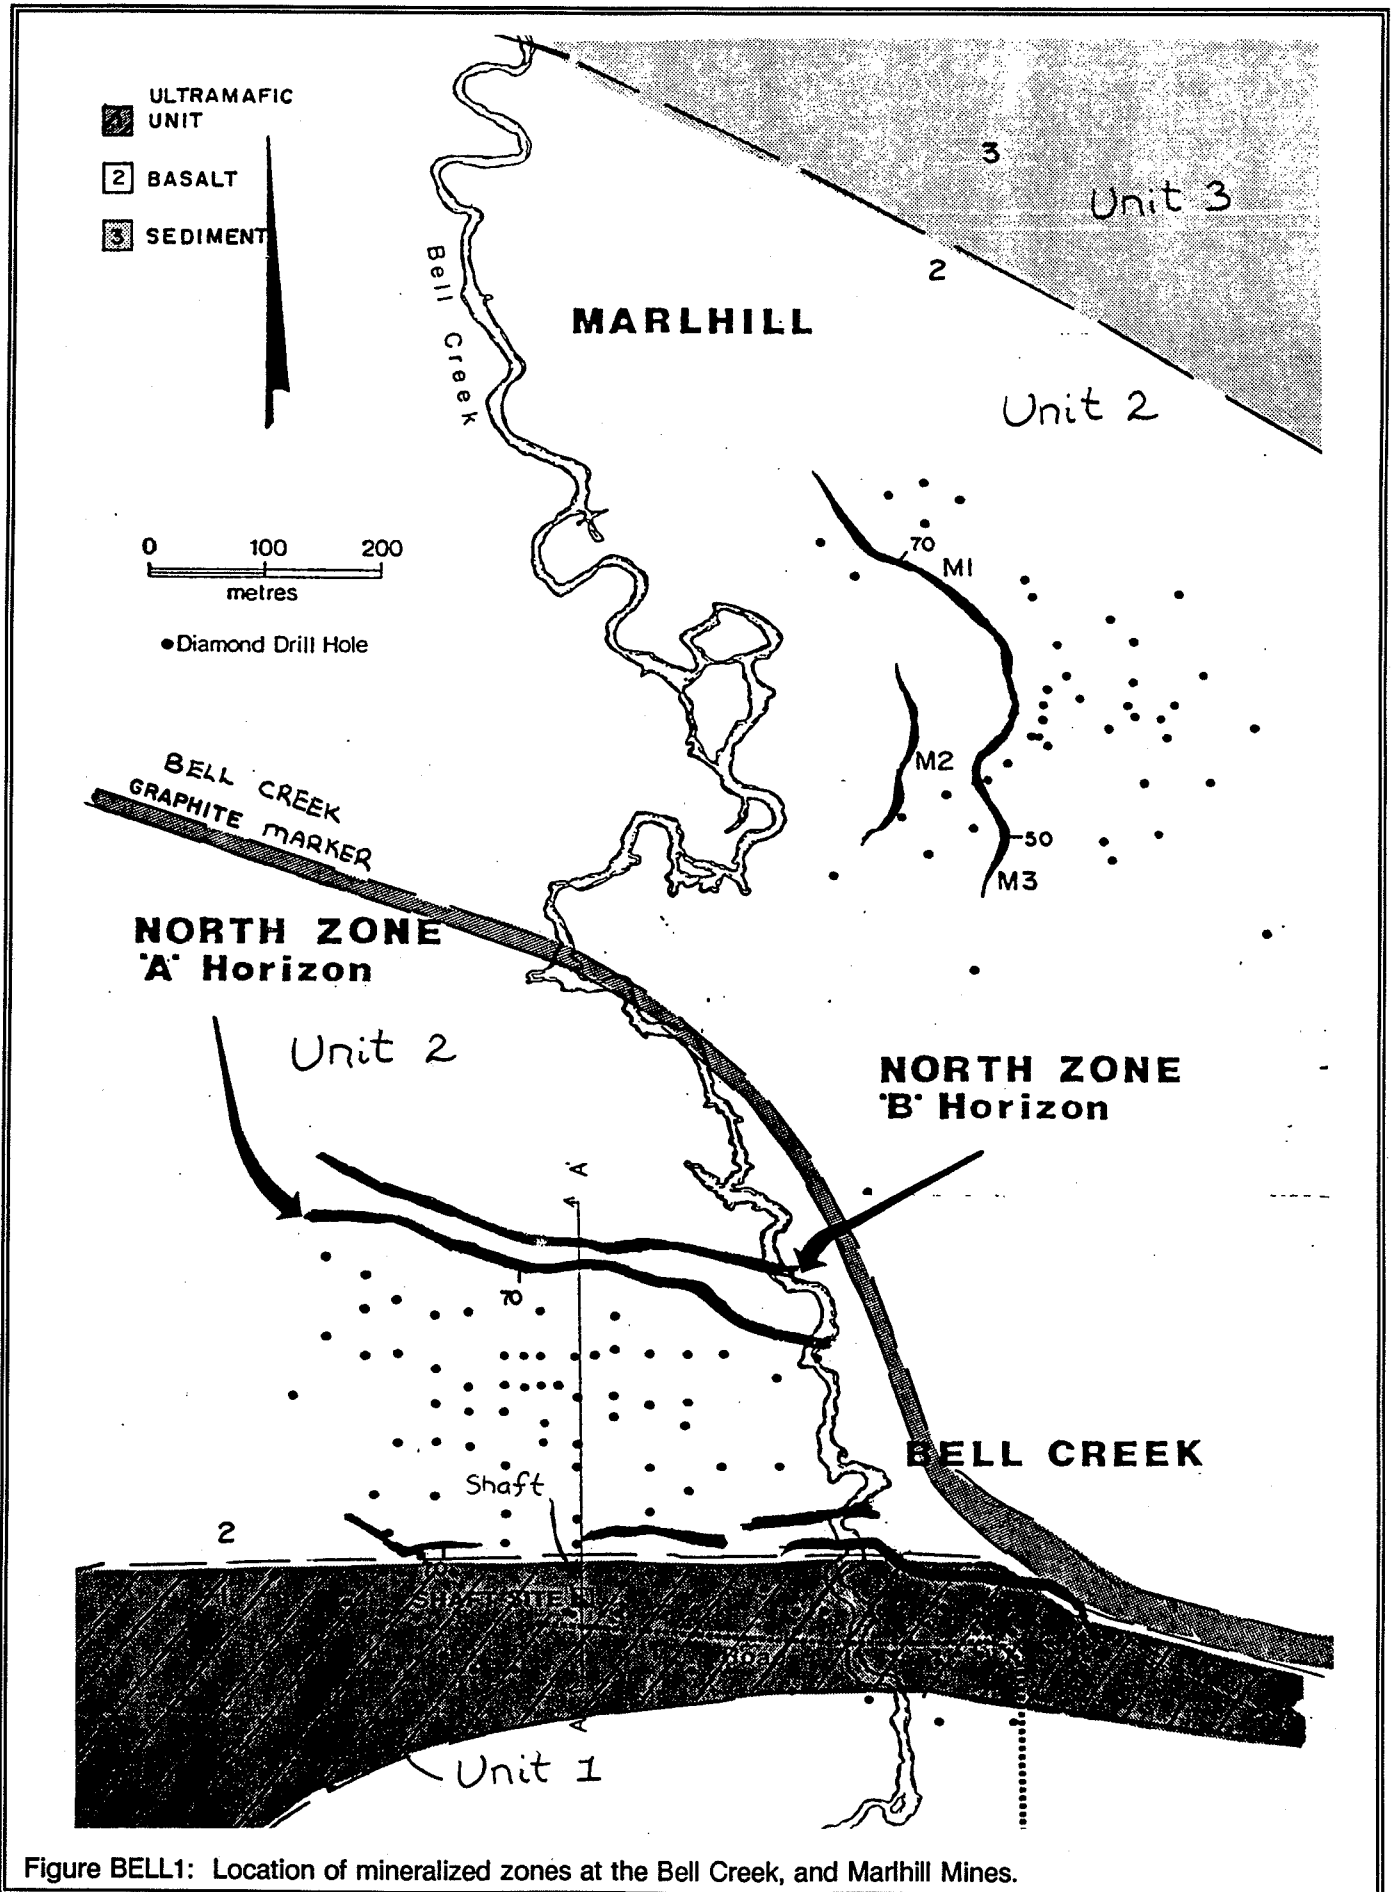 ULTRAMAFIC
UNIT
2 BASALT
3 SEDIMENT
3
Unit 3
2
Bell Creek
MARLHILL
Unit 2
0 100 200
metres
Diamond Drill Hole
70
M1
M2
50
M3
BELL CREEK
GRAPHITE MARKER
NORTH ZONE
"A" Horizon
Unit 2
NORTH ZONE
"B" Horizon
A'
70
BELL CREEK
Shaft
2
SHAFT SITE
Road
A
Unit 1
Figure BELL1: Location of mineralized zones at the Bell Creek, and Marlhill Mines.